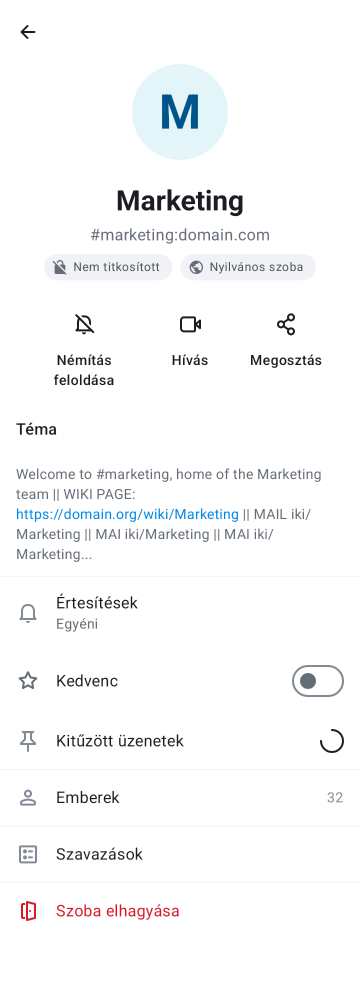 M
Marketing
#marketing:domain.com
Nem titkosított
Nyilvános szoba
Némítás
feloldása
Hívás
Megosztás
Téma
Welcome to #marketing, home of the Marketing
team || WIKI PAGE:
https://domain.org/wiki/Marketing || MAIL iki/
Marketing || MAI iki/Marketing || MAI iki/
Marketing...
Értesítések
Egyéni
Kedvenc
Kitűzött üzenetek
Emberek
32
Szavazások
Szoba elhagyása